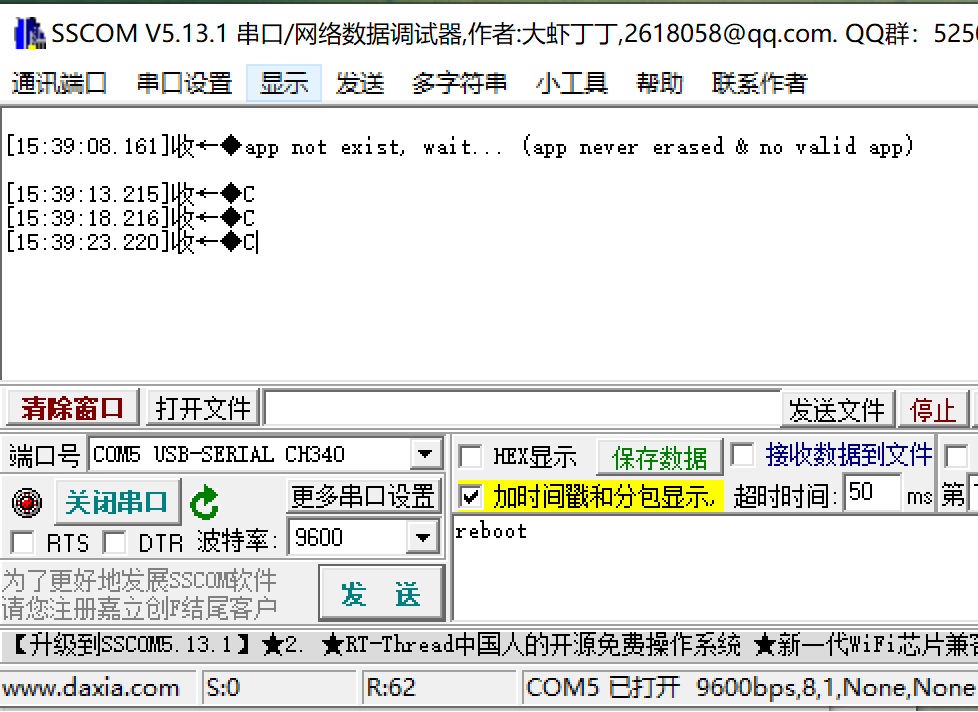 SSCOM V5.13.1 串口/网络数据调试器,作者:大虾丁丁,2618058@qq.com. QQ群: 525
通讯端口 串口设置 显示 发送 多字符串 小工具 帮助 联系作者
[15:39:08.161]收←◆app not exist, wait... (app never erased & no valid app)
[15:39:13.215]收←◆C
[15:39:18.216]收←◆C
[15:39:23.220]收←◆C
清除窗口 打开文件 发送文件 停止
端口号 COM5 USB-SERIAL CH340 HEX显示 保存数据 接收数据到文件
关闭串口 更多串口设置 加时间戳和分包显示, 超时时间: 50 ms 第
RTS DTR 波特率: 9600 reboot
为了更好地发展SSCOM软件
请您注册嘉立创F结尾客户
发 送
【升级到SSCOM5.13.1】★2. ★RT-Thread中国人的开源免费操作系统 ★新一代WiFi芯片兼容
www.daxia.com S:0 R:62 COM5 已打开 9600bps,8,1,None,None